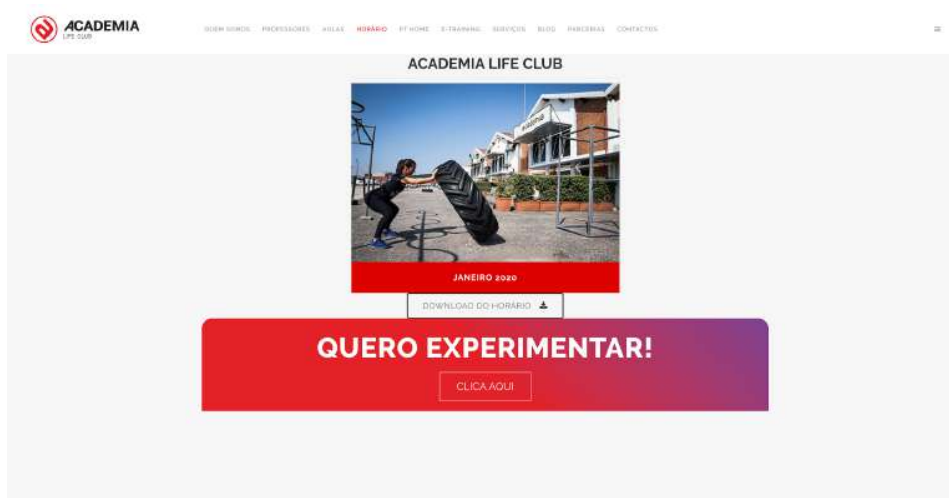 ACADEMIA
LIFE CLUB
QUEM SOMOS PROFESSORES AULAS HORÁRIO PT HOME E-TRAINING SERVIÇOS BLOG PARCERIAS CONTACTOS
ACADEMIA LIFE CLUB
JANEIRO 2020
DOWNLOAD DO HORÁRIO
QUERO EXPERIMENTAR!
CLICA AQUI